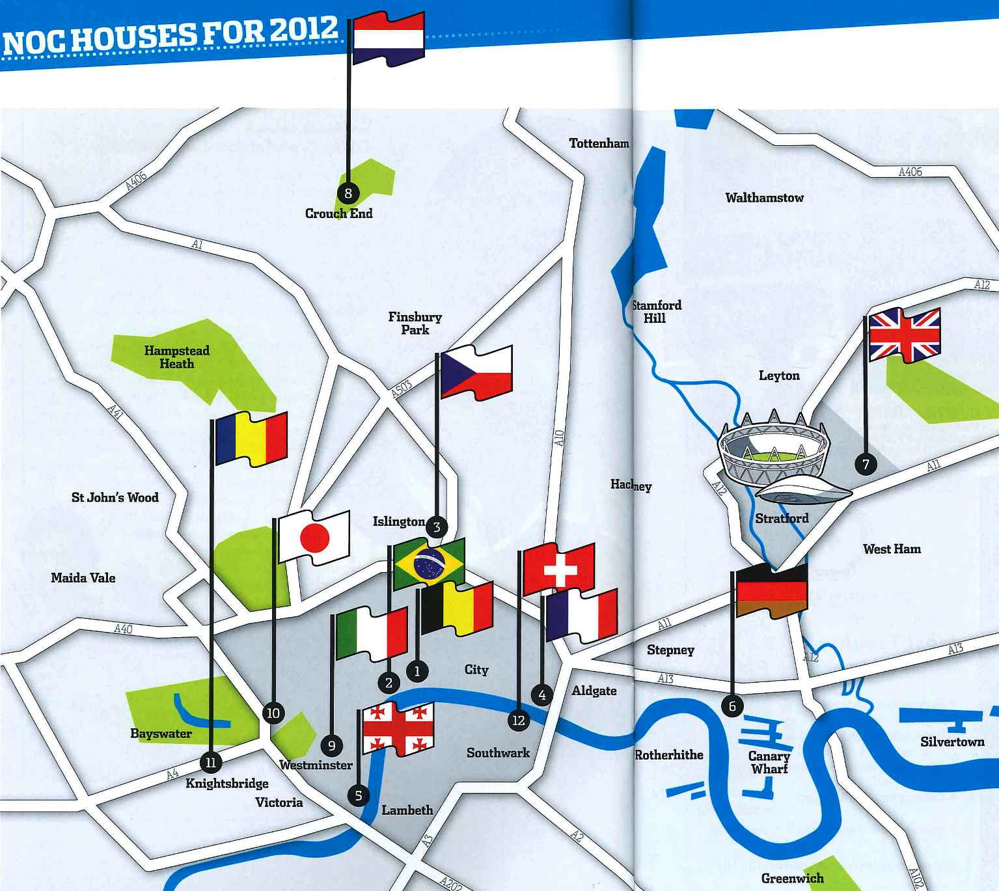 NOC HOUSES FOR 2012
Tottenham
A406
A406
Walthamstow
8
Crouch End
A1
A12
Stamford
Hill
Finsbury
Park
Hampstead
Heath
Leyton
A503
A41
A10
7
A11
Hackney
A12
St John's Wood
Islington
3
Stratford
West Ham
Maida Vale
A40
A11
Stepney
A13
A12
City
1
2
A13
Aldgate
4
6
10
12
Bayswater
9
Silvertown
Southwark
Rotherhithe
Canary
Wharf
11
Westminster
A4
Knightsbridge
5
Victoria
Lambeth
A3
A2
Greenwich
A102
A202